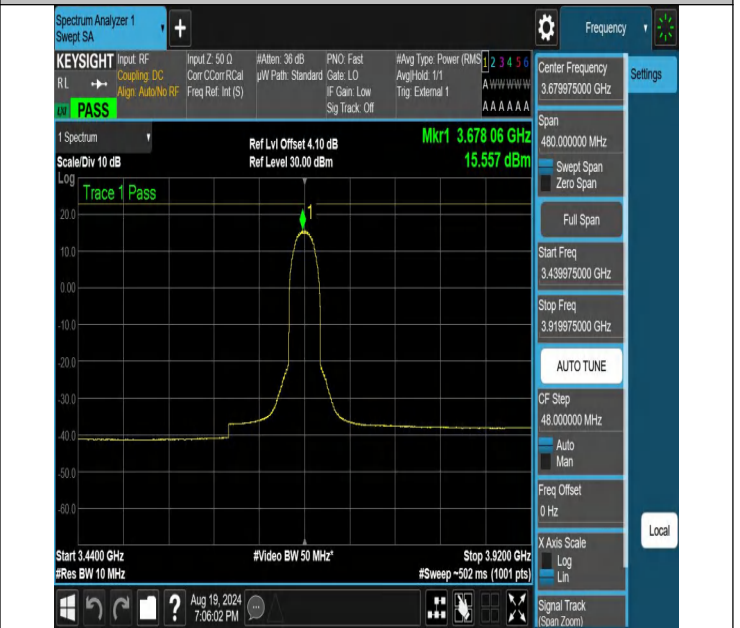 Spectrum Analyzer 1
Swept SA
+
Frequency
KEYSIGHT
RL
PASS
Input: RF
Coupling: DC
Align: Auto/No RF
Input Z: 50 Ω
Corr CCorr RCal
Freq Ref: Int (S)
#Atten: 36 dB
µW Path: Standard
PNO: Fast
Gate: LO
IF Gain: Low
Sig Track: Off
#Avg Type: Power (RMS
Avg|Hold: 1/1
Trig: External 1
1 2 3 4 5 6
A W W W W W
A A A A A A
1 Spectrum
Scale/Div 10 dB
Ref Lvl Offset 4.10 dB
Ref Level 30.00 dBm
Mkr1 3.678 06 GHz
15.557 dBm
Log
Trace 1 Pass
1
20.0
10.0
0.00
-10.0
-20.0
-30.0
-40.0
-50.0
-60.0
Start 3.4400 GHz
#Res BW 10 MHz
#Video BW 50 MHz*
Stop 3.9200 GHz
#Sweep ~502 ms (1001 pts)
Center Frequency
3.679975000 GHz
Settings
Span
480.000000 MHz
Swept Span
Zero Span
Full Span
Start Freq
3.439975000 GHz
Stop Freq
3.919975000 GHz
AUTO TUNE
CF Step
48.000000 MHz
Auto
Man
Freq Offset
0 Hz
X Axis Scale
Log
Lin
Local
Signal Track
(Span Zoom)
?
Aug 19, 2024
7:06:02 PM